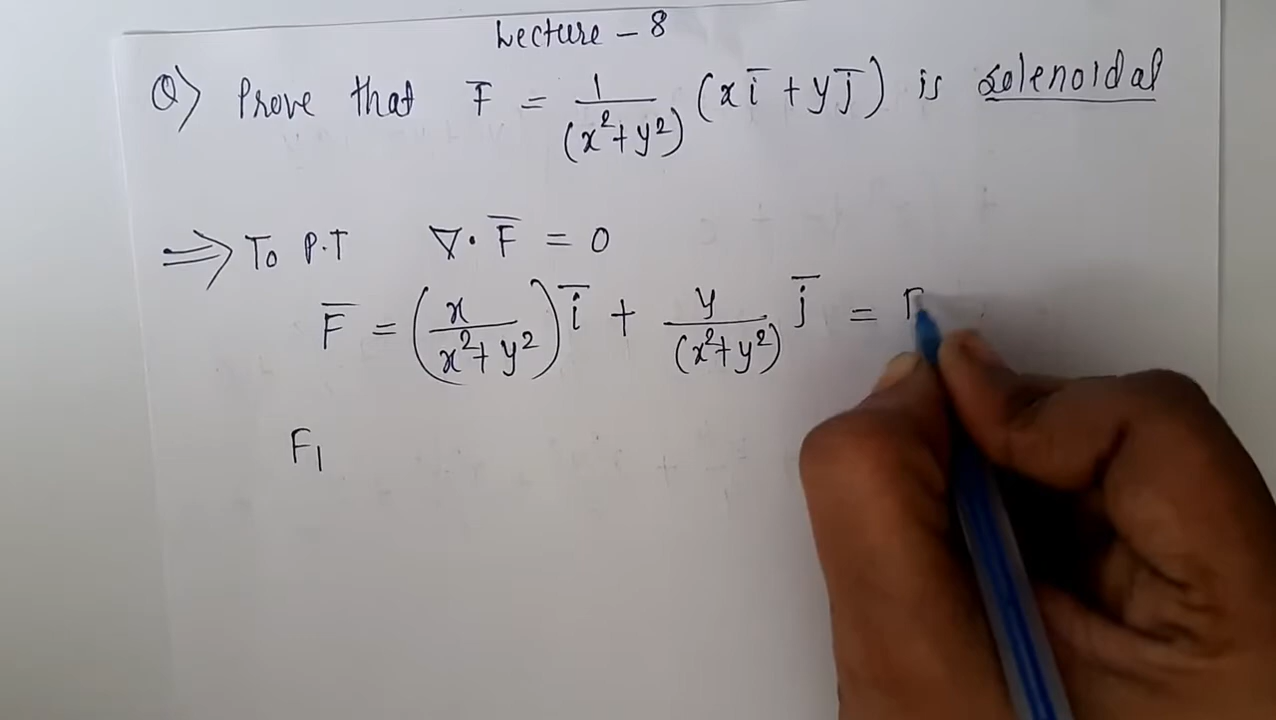 Lecture - 8
Q) Prove that F̅ = 1/(x²+y²) (x i̅ + y j̅) is solenoidal
⇒ To P.T ∇· F̅ = 0
F̅ = (x/x²+y²) i̅ + y/(x²+y²) j̅ =
F₁